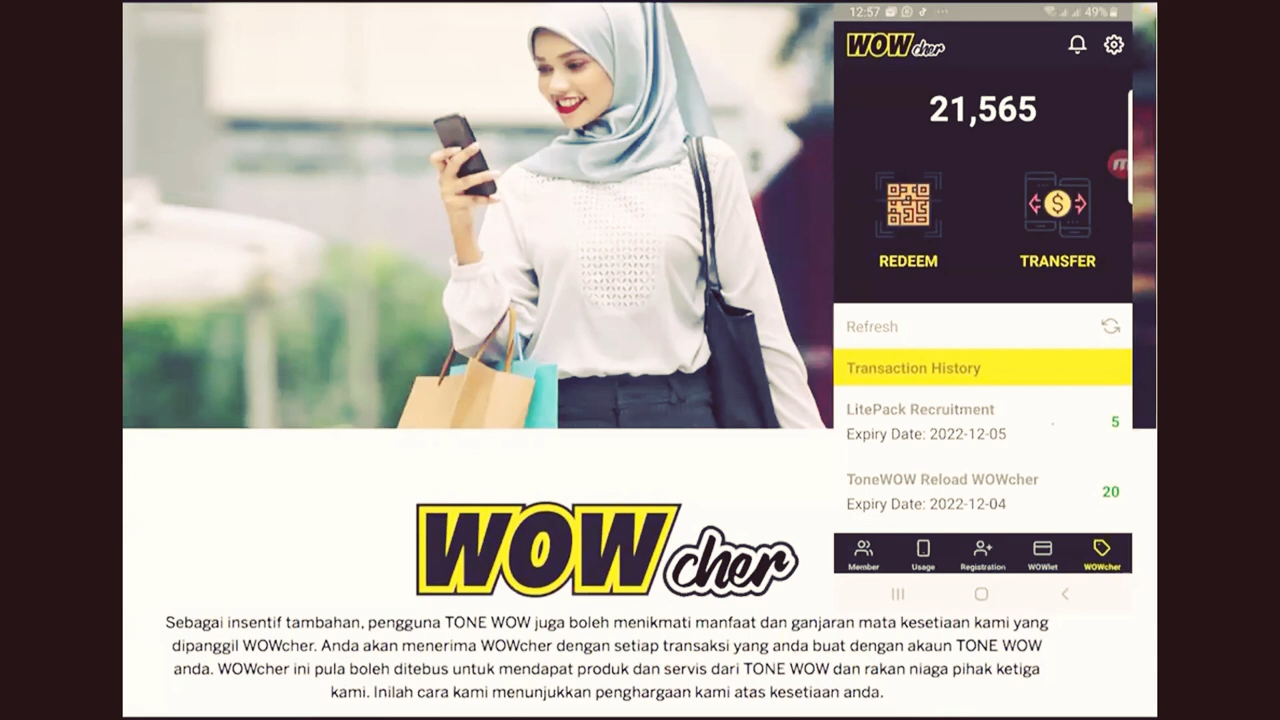 12:57
49%
WOWcher
21,565
REDEEM
TRANSFER
Refresh
Transaction History
LitePack Recruitment
5
Expiry Date: 2022-12-05
ToneWOW Reload WOWcher
20
Expiry Date: 2022-12-04
Member Usage Registration WOWlet WOWcher
WOWcher
Sebagai insentif tambahan, pengguna TONE WOW juga boleh menikmati manfaat dan ganjaran mata kesetiaan kami yang
dipanggil WOWcher. Anda akan menerima WOWcher dengan setiap transaksi yang anda buat dengan akaun TONE WOW
anda. WOWcher ini pula boleh ditebus untuk mendapat produk dan servis dari TONE WOW dan rakan niaga pihak ketiga
kami. Inilah cara kami menunjukkan penghargaan kami atas kesetiaan anda.